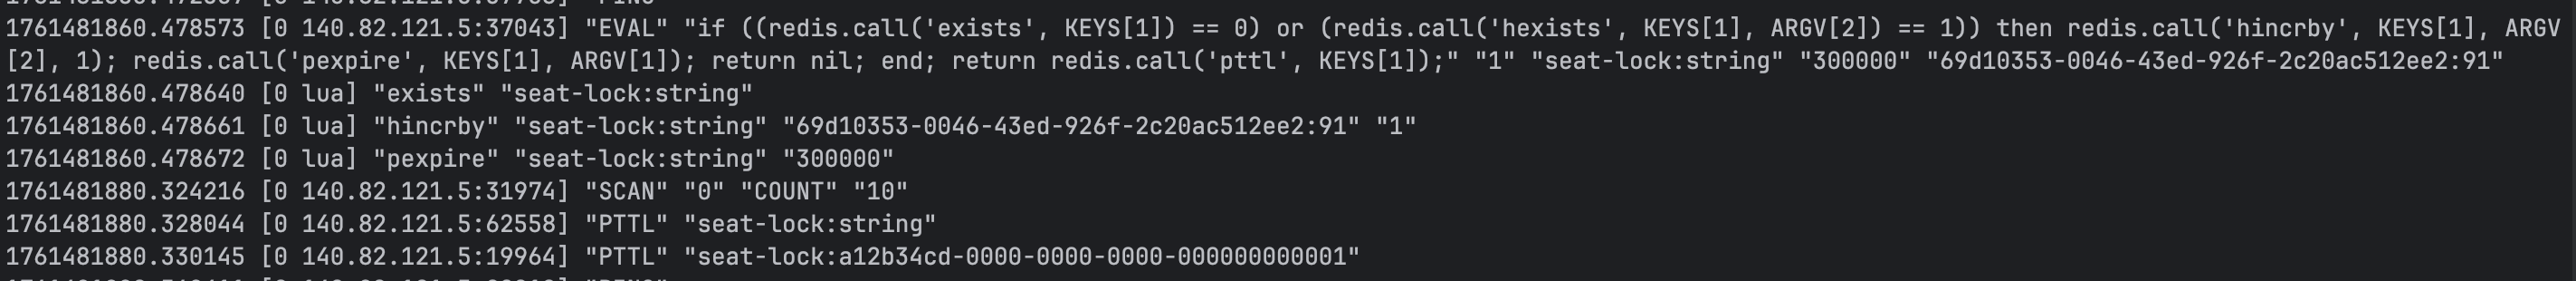 1761481860.478573 [0 140.82.121.5:37043] "EVAL" "if ((redis.call('exists', KEYS[1]) == 0) or (redis.call('hexists', KEYS[1], ARGV[2]) == 1)) then redis.call('hincrby', KEYS[1], ARGV
[2], 1); redis.call('pexpire', KEYS[1], ARGV[1]); return nil; end; return redis.call('pttl', KEYS[1]);" "1" "seat-lock:string" "300000" "69d10353-0046-43ed-926f-2c20ac512ee2:91"
1761481860.478640 [0 lua] "exists" "seat-lock:string"
1761481860.478661 [0 lua] "hincrby" "seat-lock:string" "69d10353-0046-43ed-926f-2c20ac512ee2:91" "1"
1761481860.478672 [0 lua] "pexpire" "seat-lock:string" "300000"
1761481880.324216 [0 140.82.121.5:31974] "SCAN" "0" "COUNT" "10"
1761481880.328044 [0 140.82.121.5:62558] "PTTL" "seat-lock:string"
1761481880.330145 [0 140.82.121.5:19964] "PTTL" "seat-lock:a12b34cd-0000-0000-0000-000000000001"